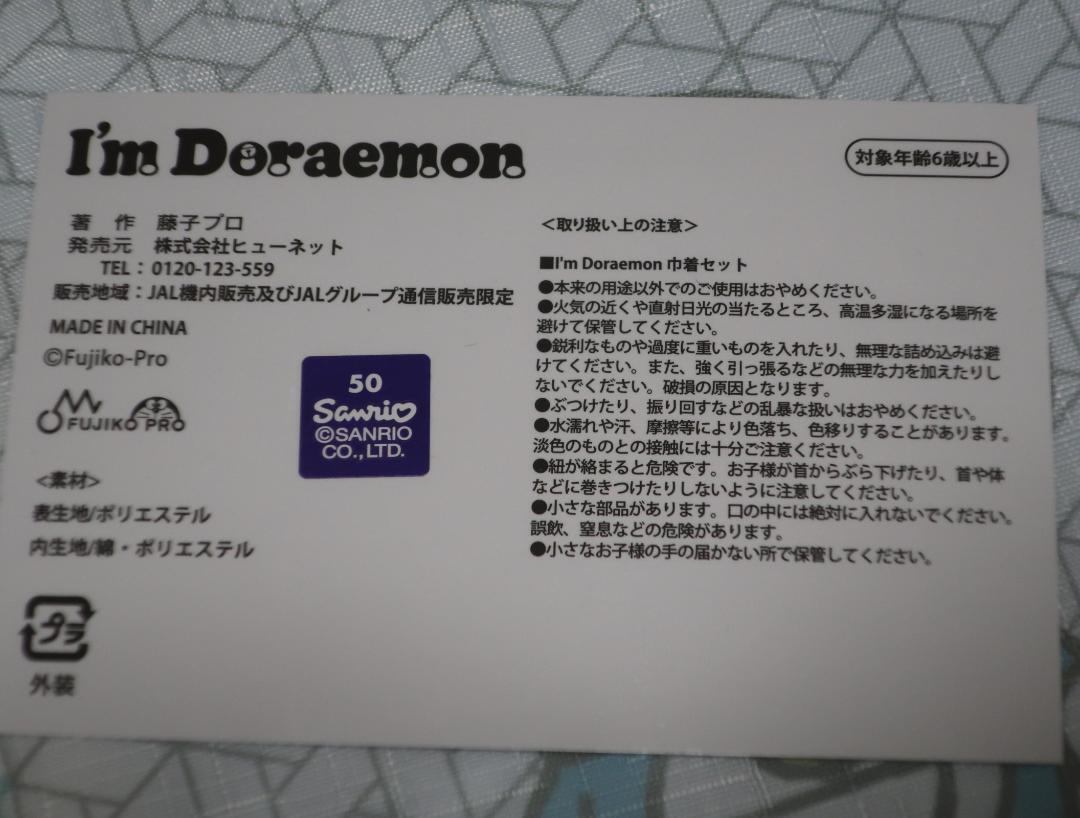 I'm Doraemon
対象年齢6歳以上
著 作 藤子プロ
発売元 株式会社ヒューネット
TEL：0120-123-559
販売地域：JAL機内販売及びJALグループ通信販売限定
MADE IN CHINA
©Fujiko-Pro
FUJIKO PRO
50
Sanrio
©SANRIO
CO.,LTD.
<素材>
表生地/ポリエステル
内生地/綿・ポリエステル
プラ
外装
＜取り扱い上の注意＞
■I'm Doraemon 巾着セット
●本来の用途以外でのご使用はおやめください。
●火気の近くや直射日光の当たるところ、高温多湿になる場所を
避けて保管してください。
●鋭利なものや過度に重いものを入れたり、無理な詰め込みは避
けてください。また、強く引っ張るなどの無理な力を加えたりし
ないでください。破損の原因となります。
●ぶつけたり、振り回すなどの乱暴な扱いはおやめください。
●水濡れや汗、摩擦等により色落ち、色移りすることがあります。
淡色のものとの接触には十分ご注意ください。
●紐が絡まると危険です。お子様が首からぶら下げたり、首や体
などに巻きつけたりしないように注意してください。
●小さな部品があります。口の中には絶対に入れないでください。
誤飲、窒息などの危険があります。
●小さなお子様の手の届かない所で保管してください。